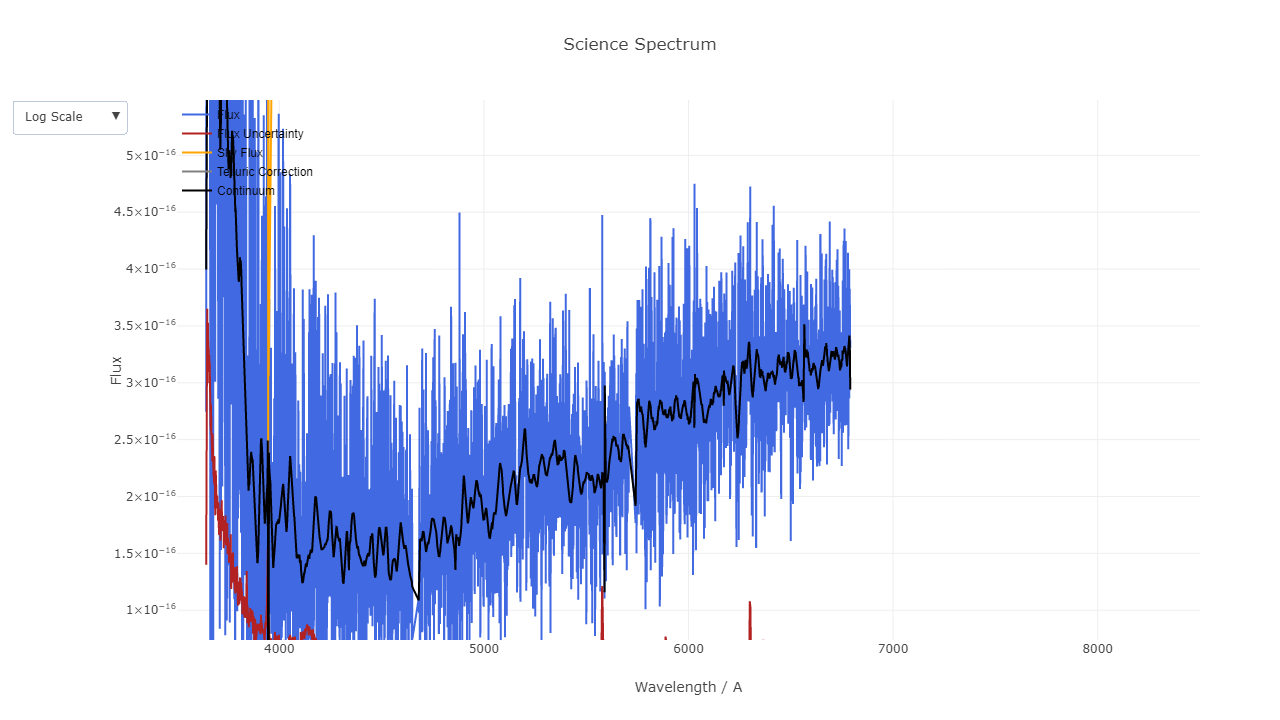 Science Spectrum
Log Scale ▼
Flux
Flux Uncertainty
Sky Flux
Telluric Correction
Continuum
5×10⁻¹⁶
4.5×10⁻¹⁶
4×10⁻¹⁶
3.5×10⁻¹⁶
3×10⁻¹⁶
2.5×10⁻¹⁶
2×10⁻¹⁶
1.5×10⁻¹⁶
1×10⁻¹⁶
Flux
4000 5000 6000 7000 8000
Wavelength / A